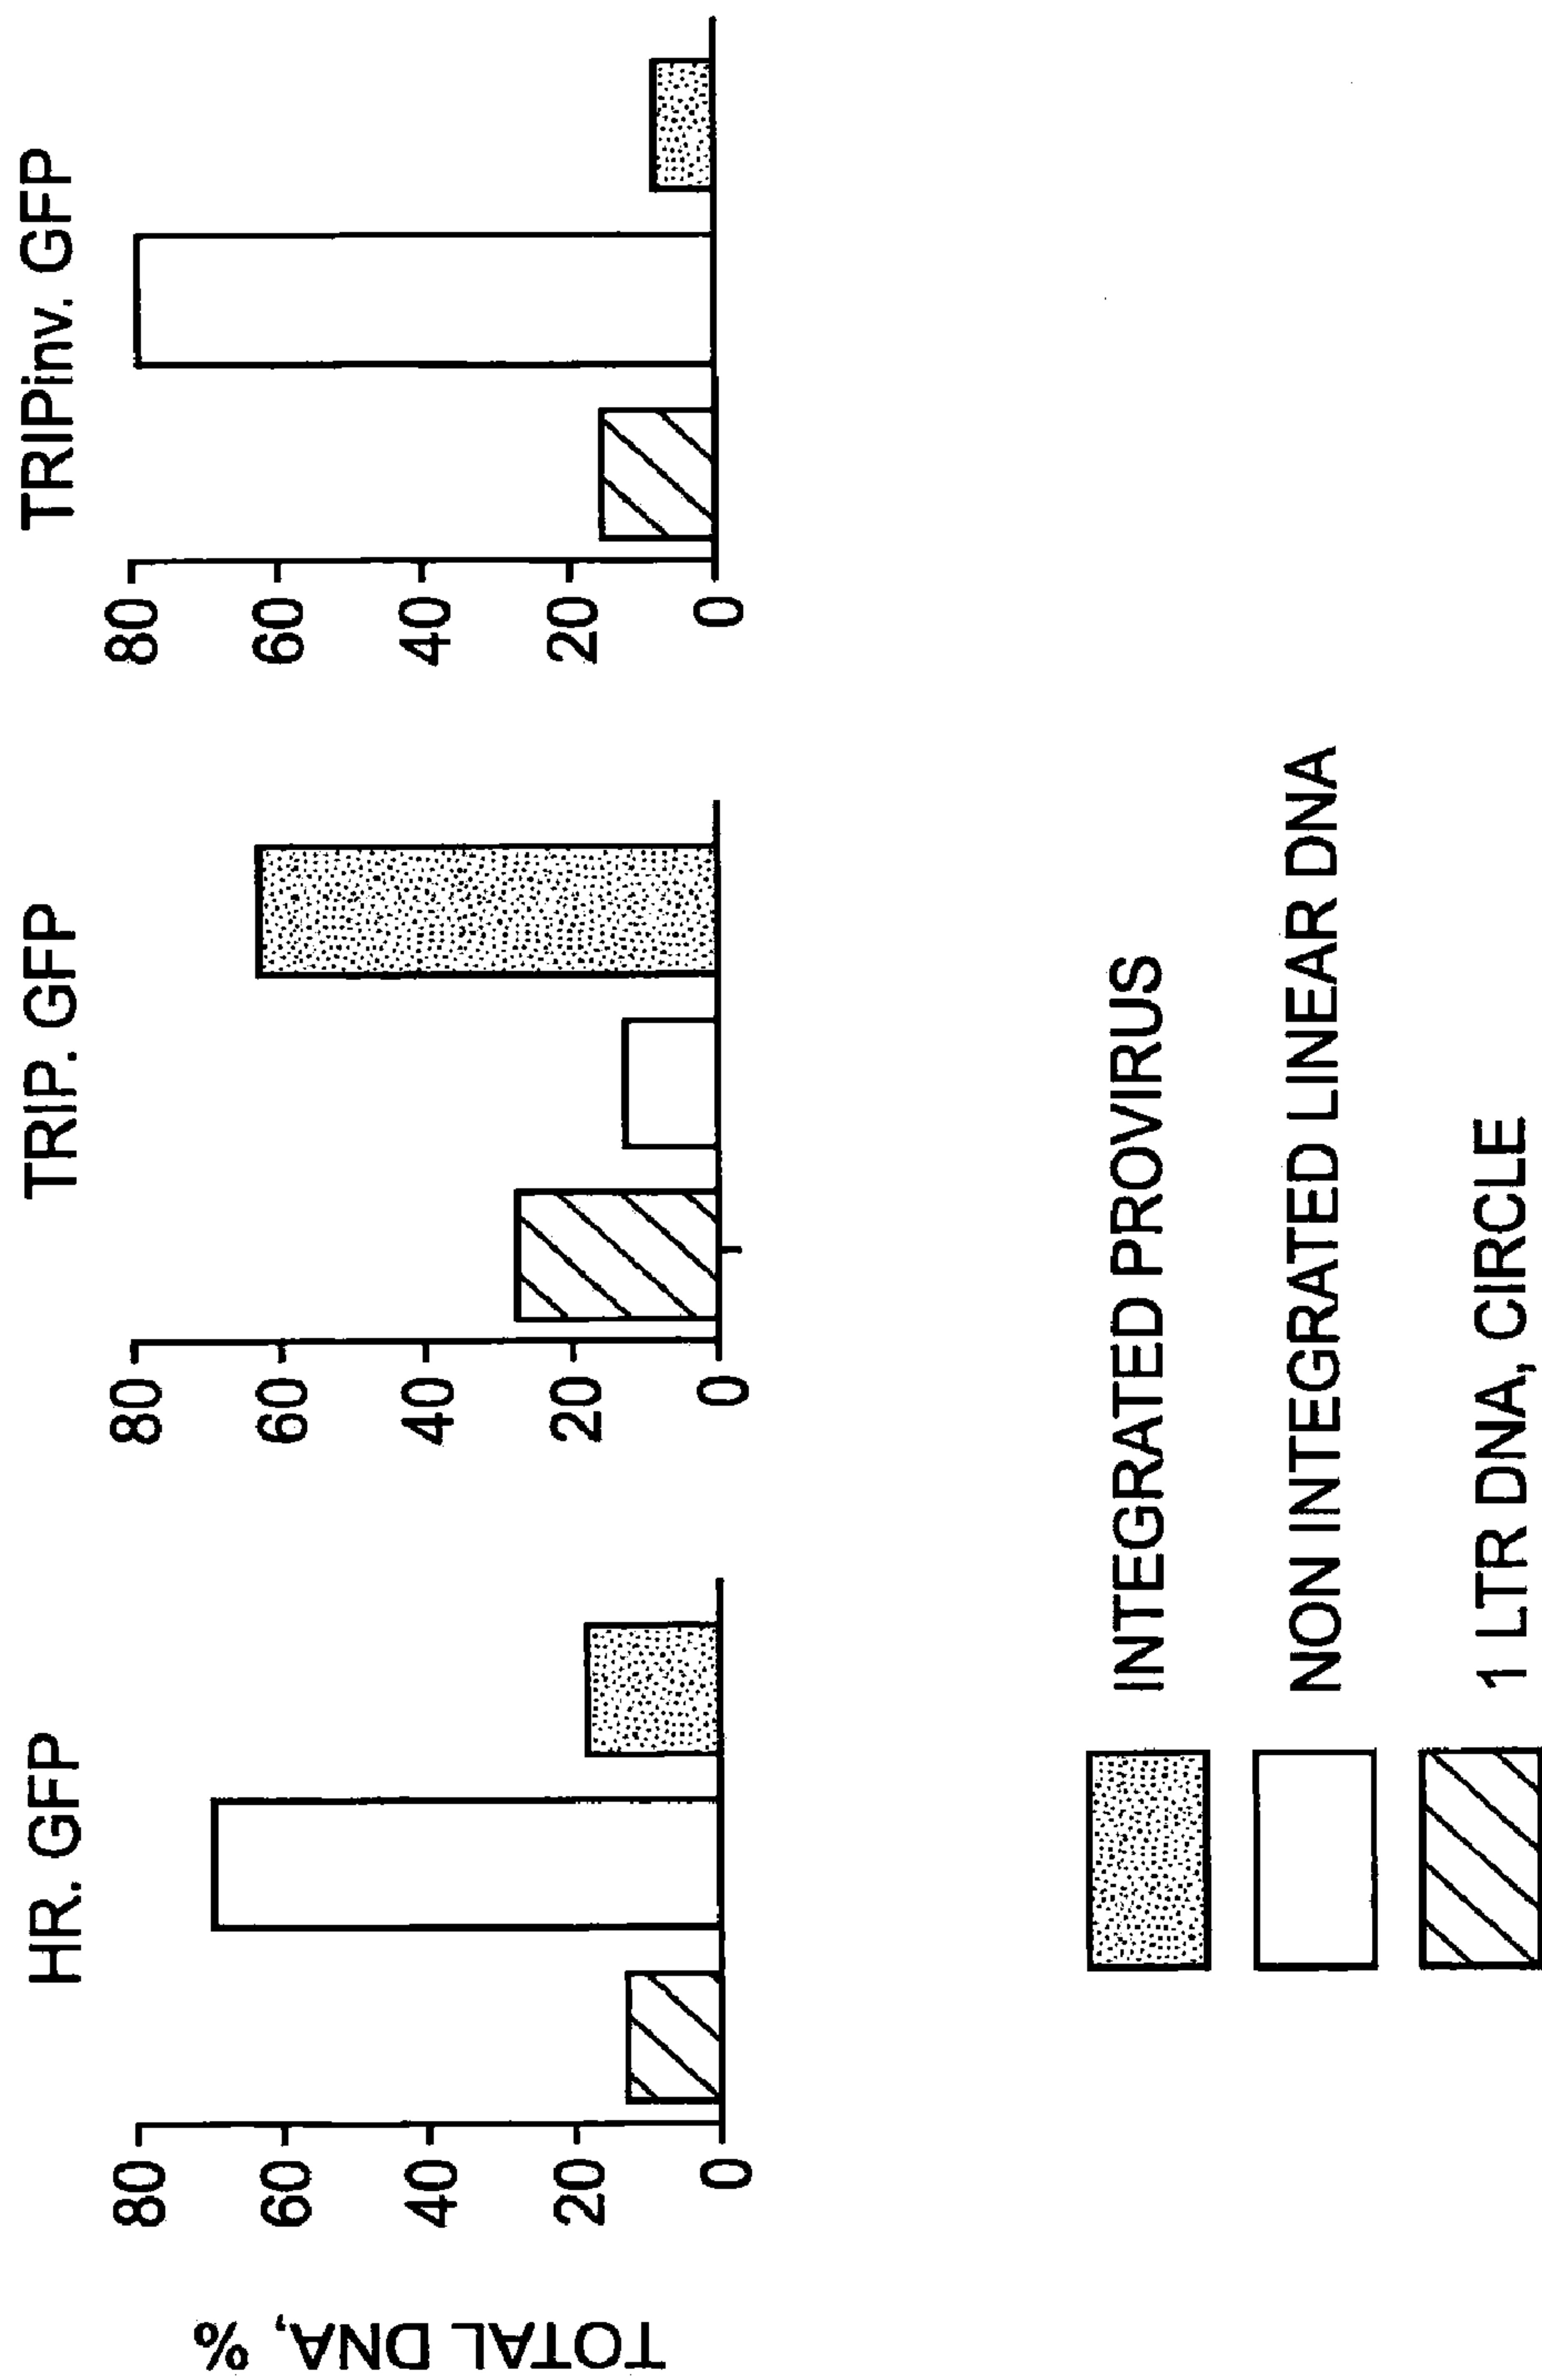 HR. GFP
TRIP. GFP
TRIPinv. GFP
TOTAL DNA, %
80
60
40
20
0
80
60
40
20
0
80
60
40
20
0
INTEGRATED PROVIRUS
NON INTEGRATED LINEAR DNA
1 LTR DNA, CIRCLE